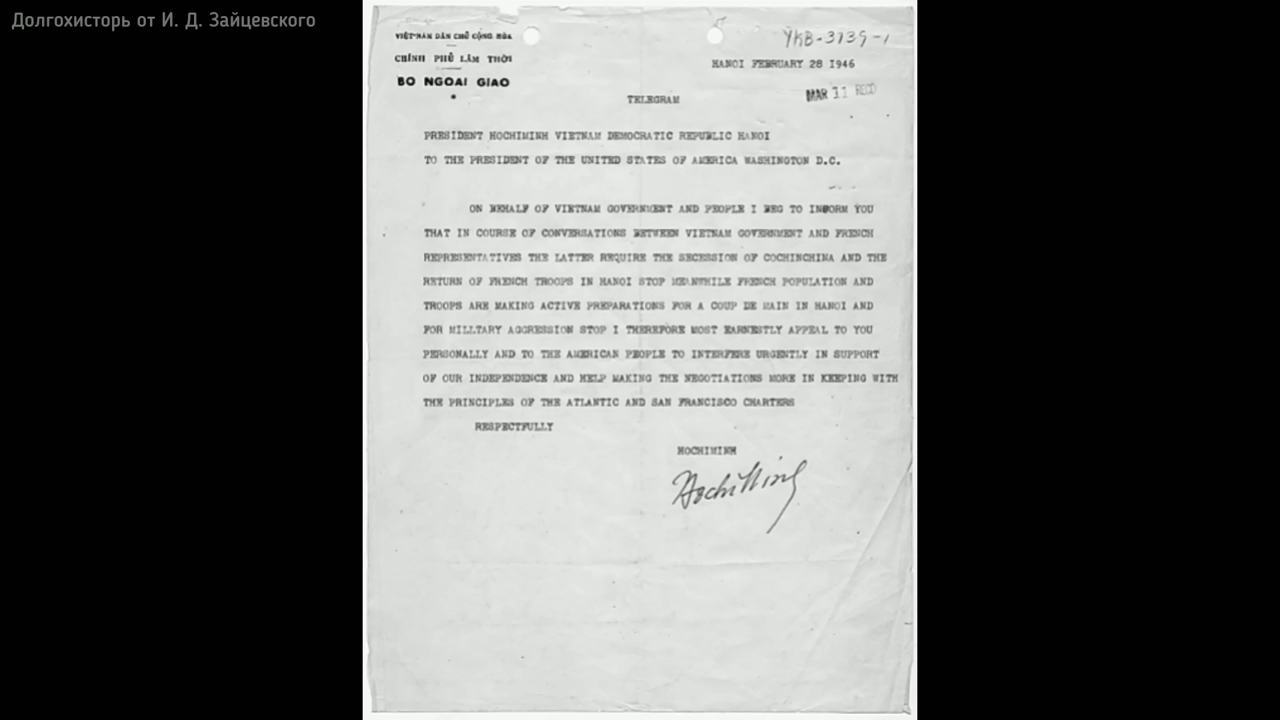 Долгохисторь от И. Д. Зайцевского
VIỆT-NAM DÂN CHỦ CỘNG HÒA
CHÍNH PHỦ LÂM THỜI
BO NGOAI GIAO
YKB-3739-1
HANOI FEBRUARY 28 1946
MAR 11 RECD
TELEGRAM
PRESIDENT HOCHIMINH VIETNAM DEMOCRATIC REPUBLIC HANOI
TO THE PRESIDENT OF THE UNITED STATES OF AMERICA WASHINGTON D.C.
ON BEHALF OF VIETNAM GOVERNMENT AND PEOPLE I BEG TO INFORM YOU
THAT IN COURSE OF CONVERSATIONS BETWEEN VIETNAM GOVERNMENT AND FRENCH
REPRESENTATIVES THE LATTER REQUIRE THE SECESSION OF COCHINCHINA AND THE
RETURN OF FRENCH TROOPS IN HANOI STOP MEANWHILE FRENCH POPULATION AND
TROOPS ARE MAKING ACTIVE PREPARATIONS FOR A COUP DE MAIN IN HANOI AND
FOR MILITARY AGGRESSION STOP I THEREFORE MOST EARNESTLY APPEAL TO YOU
PERSONALLY AND TO THE AMERICAN PEOPLE TO INTERFERE URGENTLY IN SUPPORT
OF OUR INDEPENDENCE AND HELP MAKING THE NEGOTIATIONS MORE IN KEEPING WITH
THE PRINCIPLES OF THE ATLANTIC AND SAN FRANCISCO CHARTERS
RESPECTFULLY
HOCHIMINH
HochiMinh